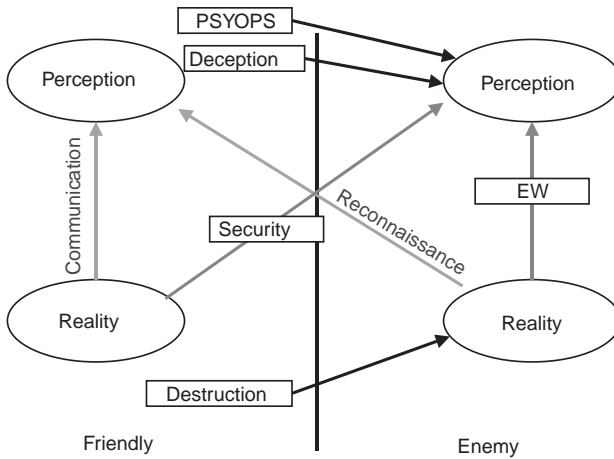 PSYOPS
Deception
Perception
Perception
Communication
EW
Security
Reconnaissance
Reality
Reality
Destruction
Friendly
Enemy